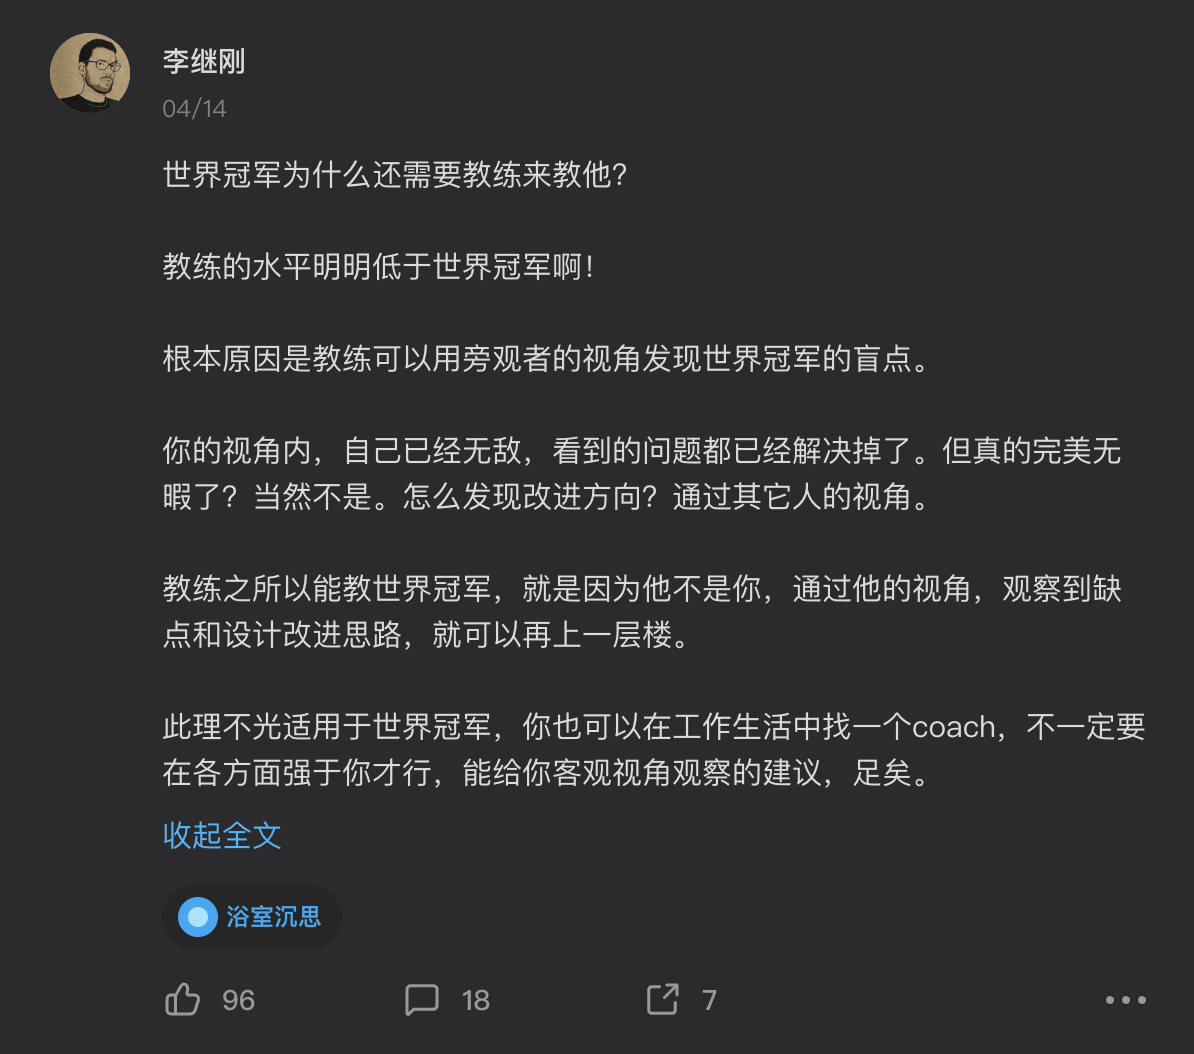 李继刚
04/14
世界冠军为什么还需要教练来教他？
教练的水平明明低于世界冠军啊！
根本原因是教练可以用旁观者的视角发现世界冠军的盲点。
你的视角内，自己已经无敌，看到的问题都已经解决掉了。但真的完美无
暇了？当然不是。怎么发现改进方向？通过其它人的视角。
教练之所以能教世界冠军，就是因为他不是你，通过他的视角，观察到缺
点和设计改进思路，就可以再上一层楼。
此理不光适用于世界冠军，你也可以在工作生活中找一个coach，不一定要
在各方面强于你才行，能给你客观视角观察的建议，足矣。
收起全文
浴室沉思
96 18 7